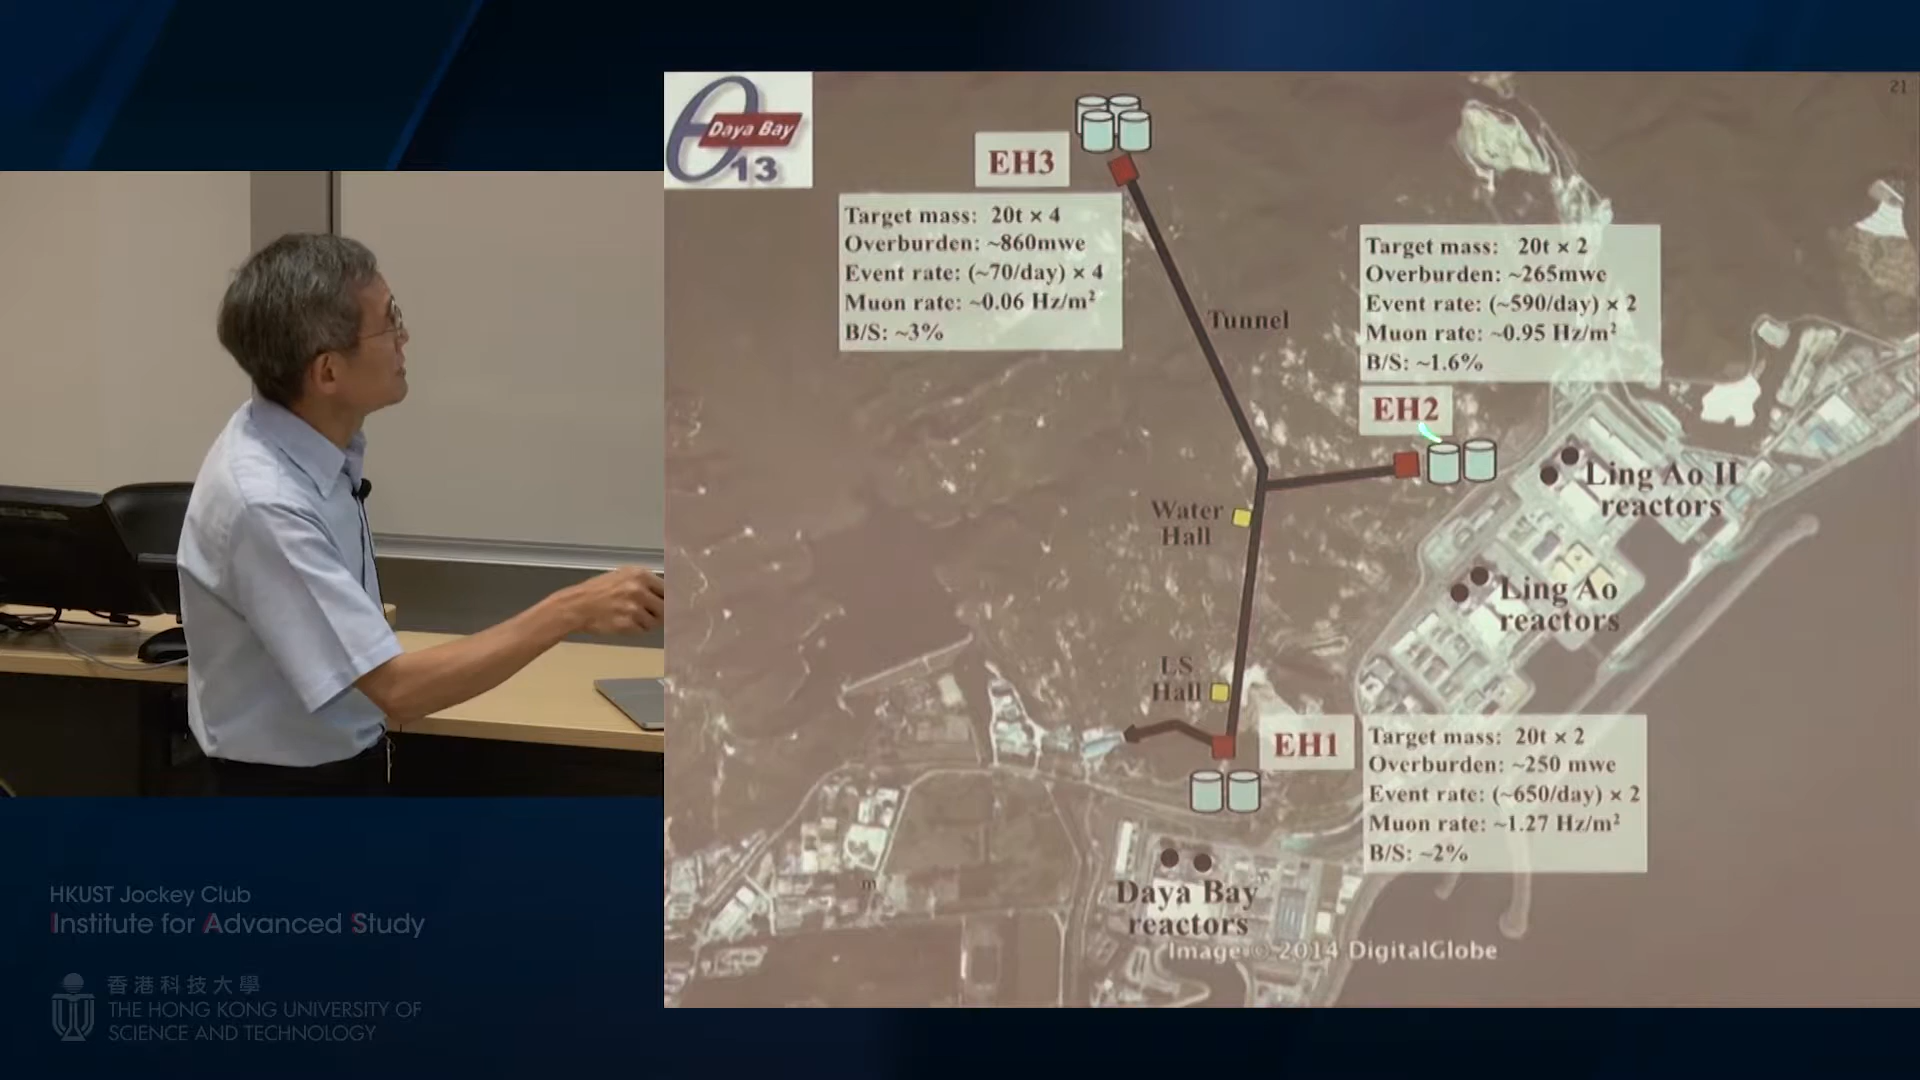 21
θ
Daya Bay
13
EH3
Target mass: 20t × 4
Overburden: ~860mwe
Event rate: (~70/day) × 4
Muon rate: ~0.06 Hz/m²
B/S: ~3%
Target mass: 20t × 2
Overburden: ~265mwe
Event rate: (~590/day) × 2
Muon rate: ~0.95 Hz/m²
B/S: ~1.6%
Tunnel
EH2
Ling Ao II
reactors
Water
Hall
Ling Ao
reactors
LS
Hall
EH1
Target mass: 20t × 2
Overburden: ~250 mwe
Event rate: (~650/day) × 2
Muon rate: ~1.27 Hz/m²
B/S: ~2%
m
Daya Bay
reactors
Image © 2014 DigitalGlobe
HKUST Jockey Club
Institute for Advanced Study
香港科技大學
THE HONG KONG UNIVERSITY OF
SCIENCE AND TECHNOLOGY